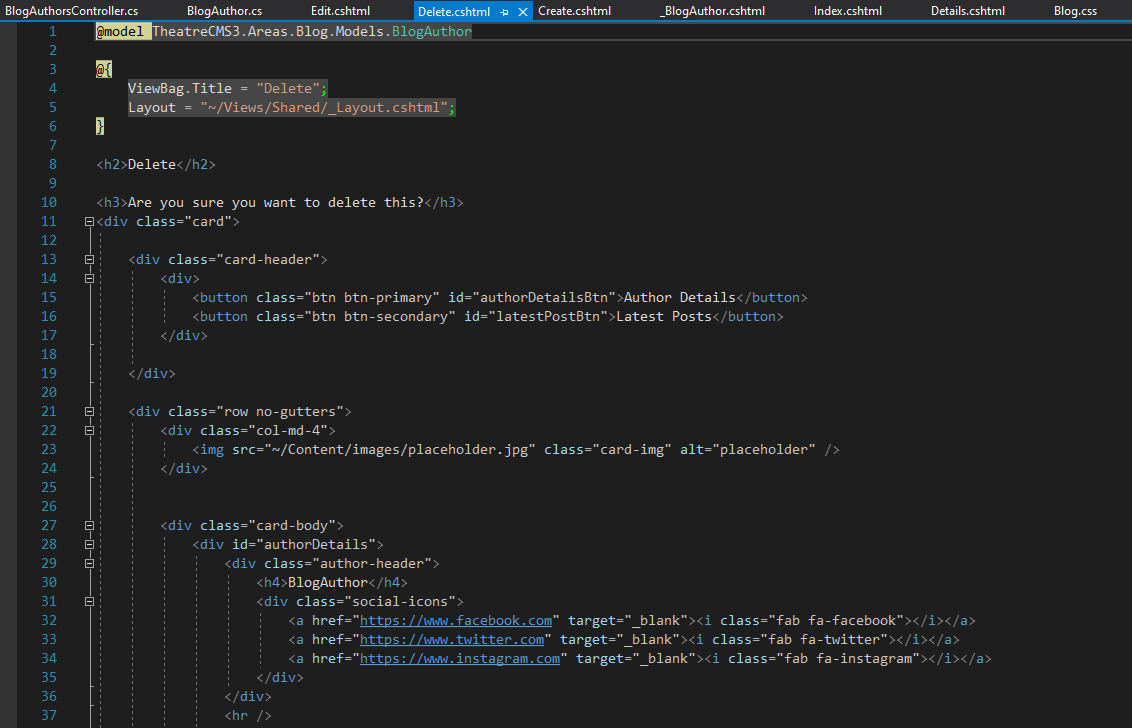 BlogAuthorsController.cs BlogAuthor.cs Edit.cshtml Delete.cshtml Create.cshtml _BlogAuthor.cshtml Index.cshtml Details.cshtml Blog.css
1 @model TheatreCMS3.Areas.Blog.Models.BlogAuthor
2
3 @{
4 ViewBag.Title = "Delete";
5 Layout = "~/Views/Shared/_Layout.cshtml";
6 }
7
8 <h2>Delete</h2>
9
10 <h3>Are you sure you want to delete this?</h3>
11 <div class="card">
12
13 <div class="card-header">
14 <div>
15 <button class="btn btn-primary" id="authorDetailsBtn">Author Details</button>
16 <button class="btn btn-secondary" id="latestPostBtn">Latest Posts</button>
17 </div>
18
19 </div>
20
21 <div class="row no-gutters">
22 <div class="col-md-4">
23 <img src="~/Content/images/placeholder.jpg" class="card-img" alt="placeholder" />
24 </div>
25
26
27 <div class="card-body">
28 <div id="authorDetails">
29 <div class="author-header">
30 <h4>BlogAuthor</h4>
31 <div class="social-icons">
32 <a href="https://www.facebook.com" target="_blank"><i class="fab fa-facebook"></i></a>
33 <a href="https://www.twitter.com" target="_blank"><i class="fab fa-twitter"></i></a>
34 <a href="https://www.instagram.com" target="_blank"><i class="fab fa-instagram"></i></a>
35 </div>
36 </div>
37 <hr />